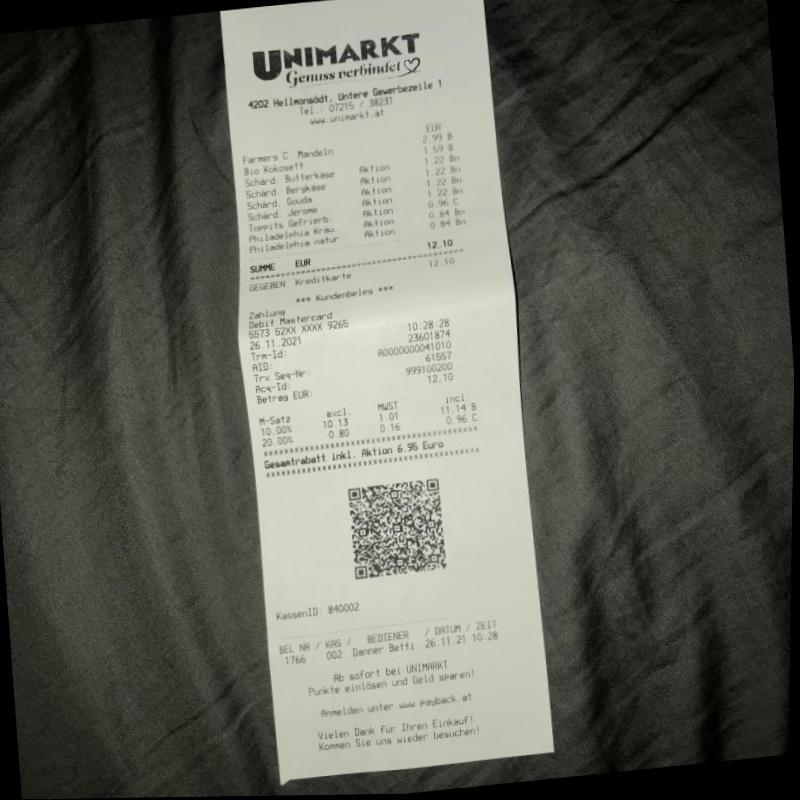 UNIMARKT
Genuss verbindet
4202 Hellmonsödt, Untere Gewerbezeile 1
Tel.: 07215 / 38231
www.unimarkt.at
EUR
Farmers C. Mandeln 2.99 B
Bio Kokosett 1.59 B
Schärd. Butterkäse Aktion 1.22 Bn
Schärd. Bergkäse Aktion 1.22 Bn
Schärd. Gouda Aktion 1.22 Bn
Schärd. Jerome Aktion 1.22 Bn
Toppits Gefrierb. Aktion 0.96 C
Philadelphia Kräu. Aktion 0.84 Bn
Philadelphia natur Aktion 0.84 Bn
SUMME EUR 12.10
GEGEBEN Kreditkarte 12.10
*** Kundenbeleg ***
Zahlung
Debit Mastercard
5573 52XX XXXX 9265
26.11.2021 10:28:28
Trm-Id: 23601874
AID: A0000000041010
Trx Seq-Nr: 61557
Acq-Id: 999100200
Betrag EUR: 12.10
M-Satz excl. MWST incl.
10.00% 10.13 1.01 11.14 B
20.00% 0.80 0.16 0.96 C
Gesamtrabatt inkl. Aktion 6.95 Euro
KassenID: 840002
BEL NR / KAS / BEDIENER / DATUM / ZEIT
1766 002 Danner Betti 26.11.21 10:28
Ab sofort bei UNIMARKT
Punkte einlösen und Geld sparen!
Anmelden unter www.payback.at
Vielen Dank für Ihren Einkauf!
Kommen Sie uns wieder besuchen!